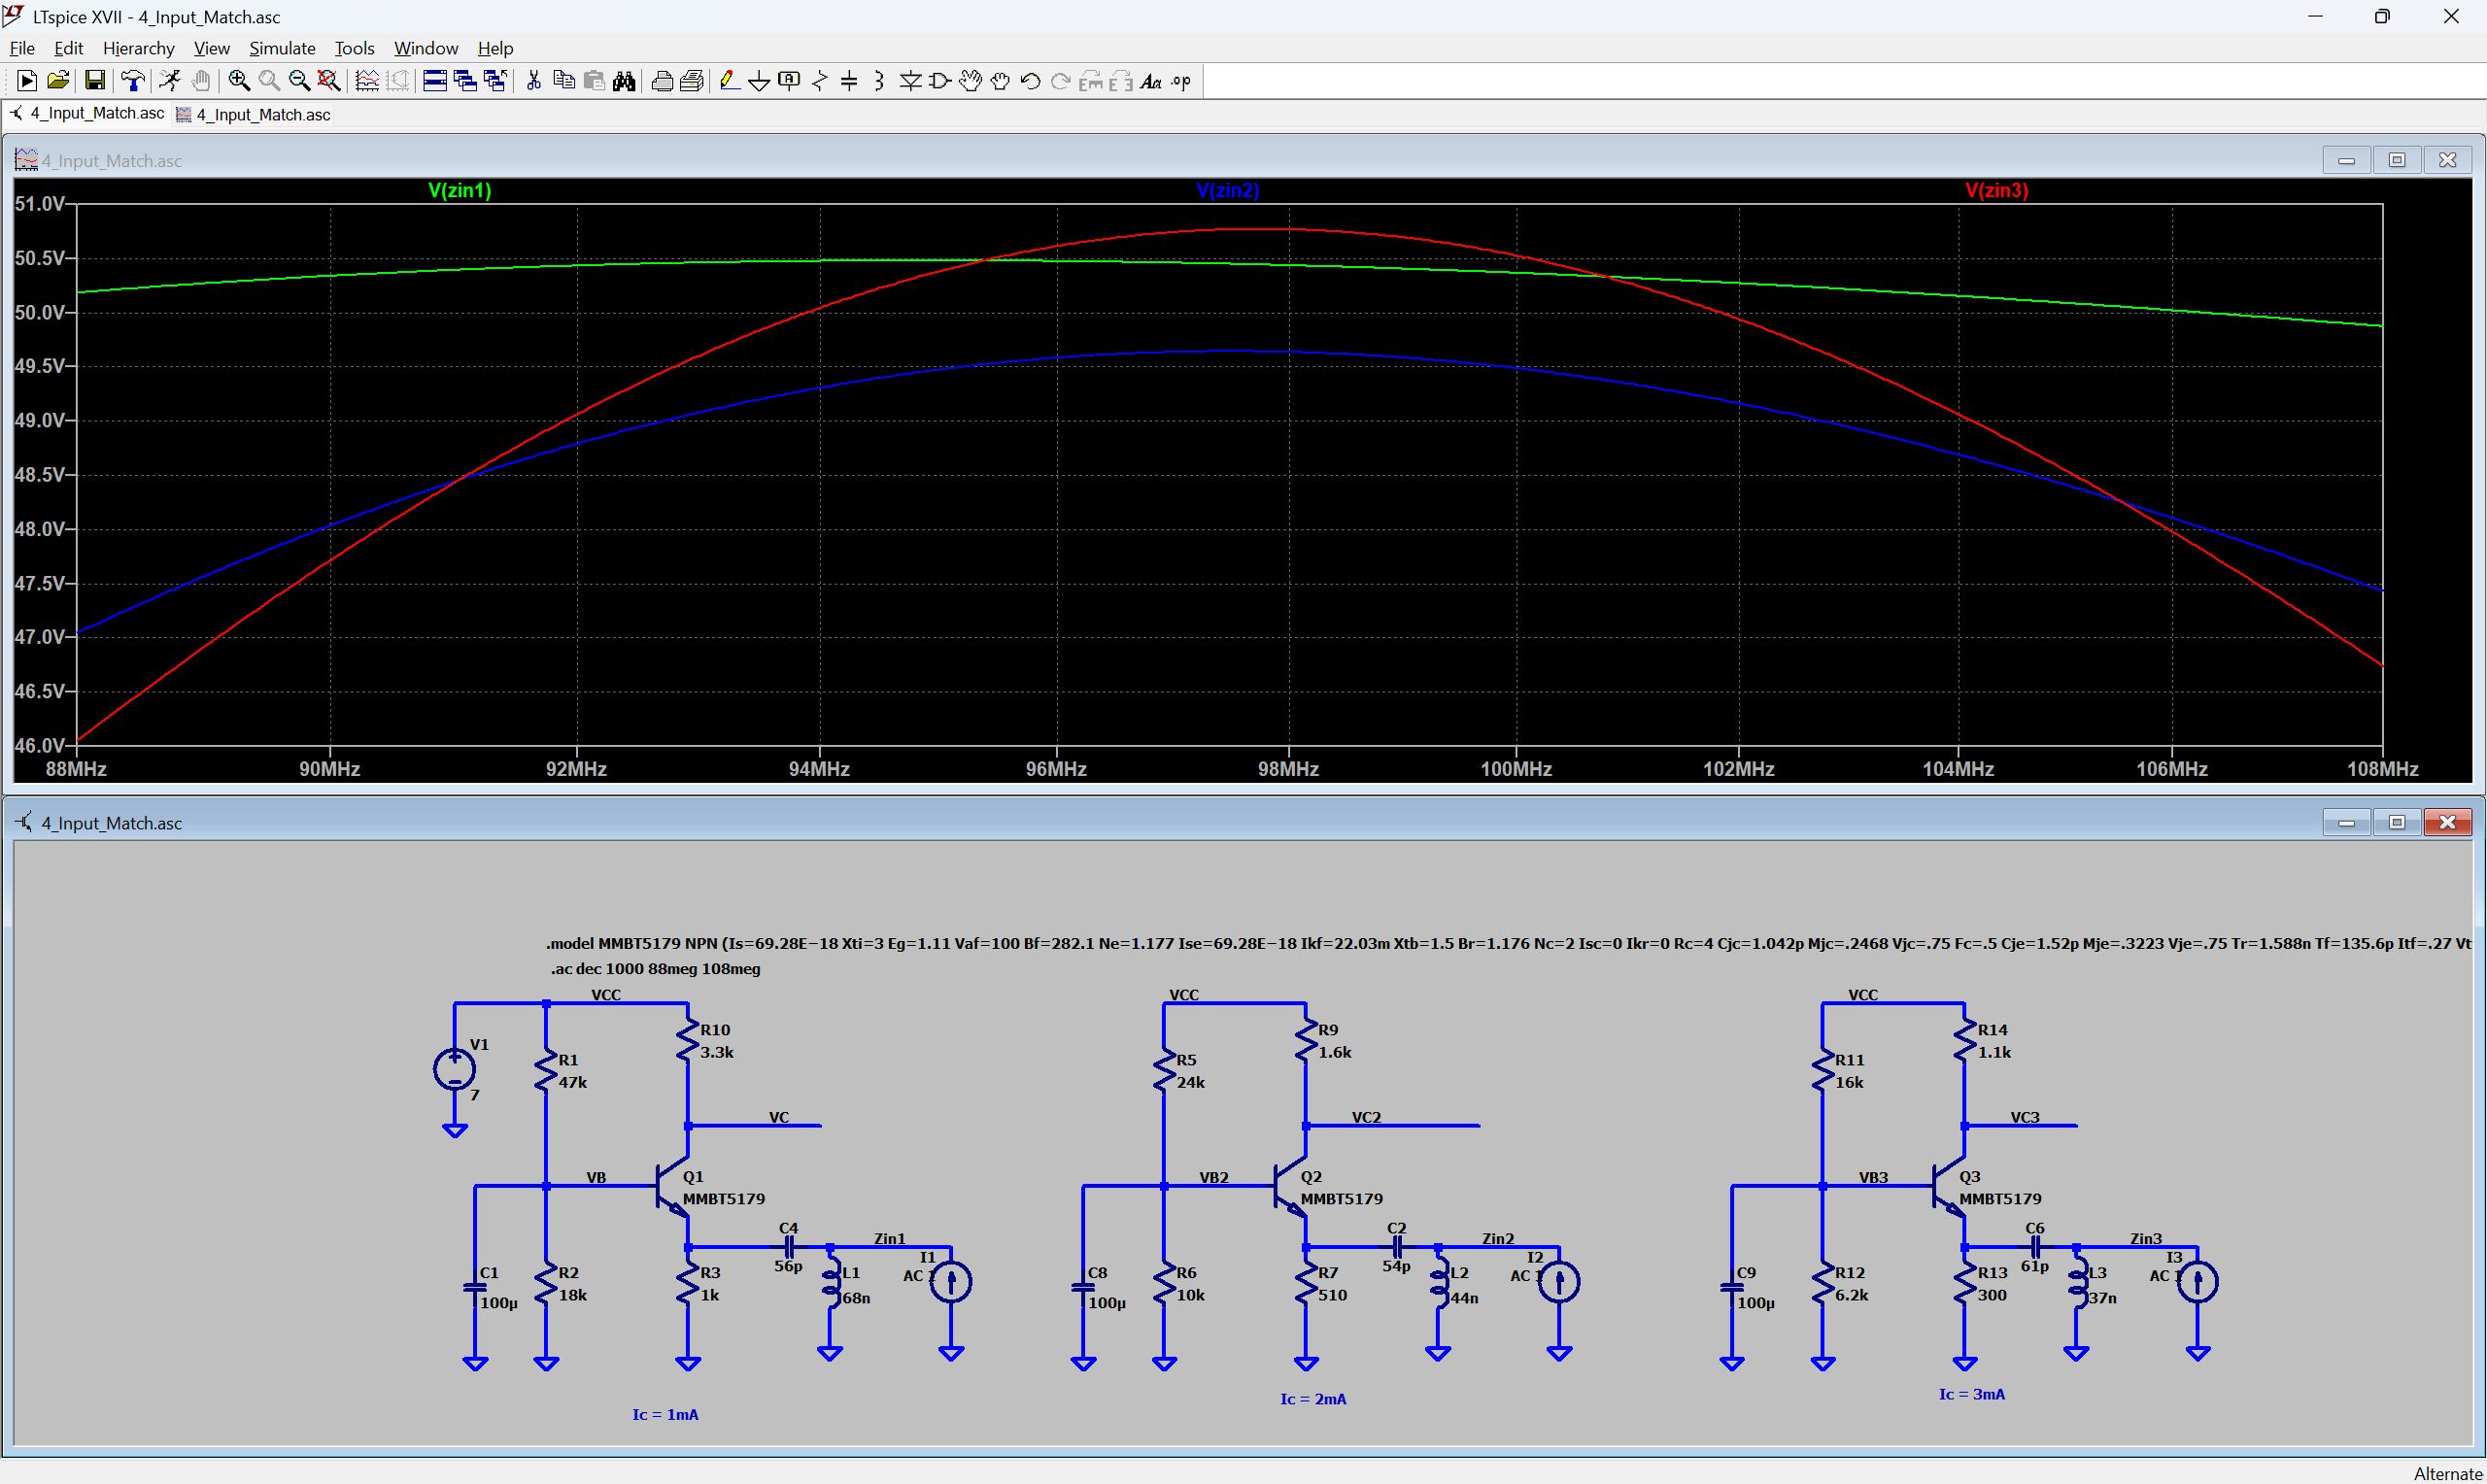 LTspice XVII - 4_Input_Match.asc
File Edit Hierarchy View Simulate Tools Window Help
4_Input_Match.asc 4_Input_Match.asc
4_Input_Match.asc
V(zin1) V(zin2) V(zin3)
51.0V
50.5V
50.0V
49.5V
49.0V
48.5V
48.0V
47.5V
47.0V
46.5V
46.0V
88MHz 90MHz 92MHz 94MHz 96MHz 98MHz 100MHz 102MHz 104MHz 106MHz 108MHz
4_Input_Match.asc
.model MMBT5179 NPN (Is=69.28E-18 Xti=3 Eg=1.11 Vaf=100 Bf=282.1 Ne=1.177 Ise=69.28E-18 Ikf=22.03m Xtb=1.5 Br=1.176 Nc=2 Isc=0 Ikr=0 Rc=4 Cjc=1.042p Mjc=.2468 Vjc=.75 Fc=.5 Cje=1.52p Mje=.3223 Vje=.75 Tr=1.588n Tf=135.6p Itf=.27 Vt
.ac dec 1000 88meg 108meg
VCC VCC VCC
R10 R9 R14
V1 3.3k 1.6k 1.1k
R1 R5 R11
47k 24k 16k
7
VC VC2 VC3
VB Q1 VB2 Q2 VB3 Q3
MMBT5179 MMBT5179 MMBT5179
C4 C2 C6
Zin1 Zin2 Zin3
56p I1 54p I2 61p I3
C1 R2 R3 L1 AC 1 C8 R6 R7 L2 AC 1 C9 R12 R13 L3 AC 1
100µ 18k 1k 68n 100µ 10k 510 44n 100µ 6.2k 300 37n
Ic = 1mA Ic = 2mA Ic = 3mA
Alternate